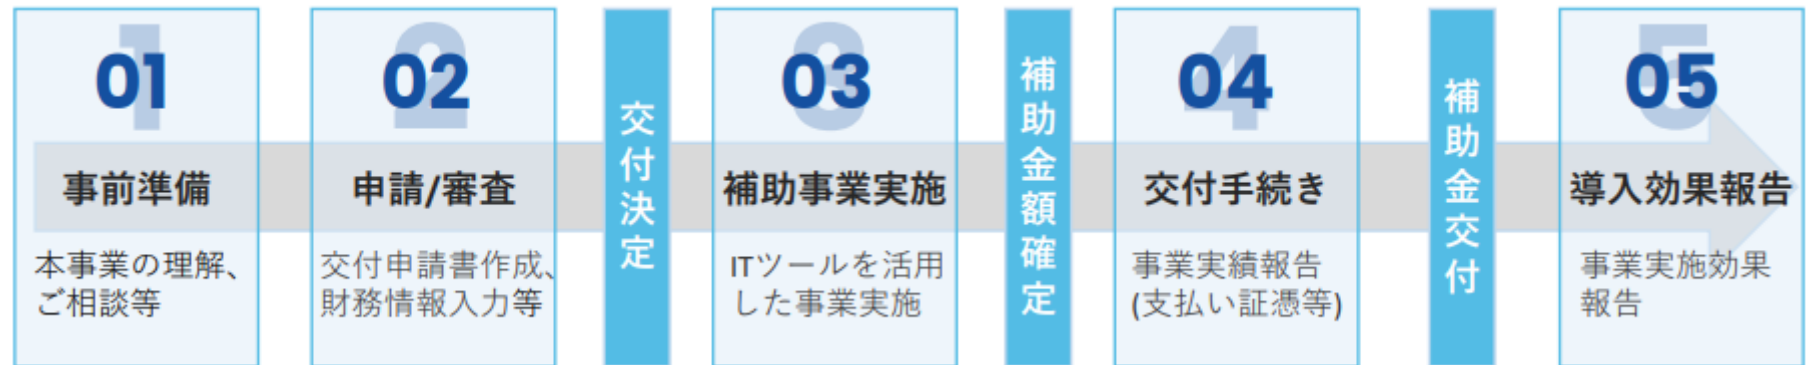 01
事前準備
本事業の理解、
ご相談等
02
申請/審査
交付申請書作成、
財務情報入力等
交付決定
03
補助事業実施
ITツールを活用
した事業実施
補助金額確定
04
交付手続き
事業実績報告
(支払い証憑等)
補助金交付
05
導入効果報告
事業実施効果
報告